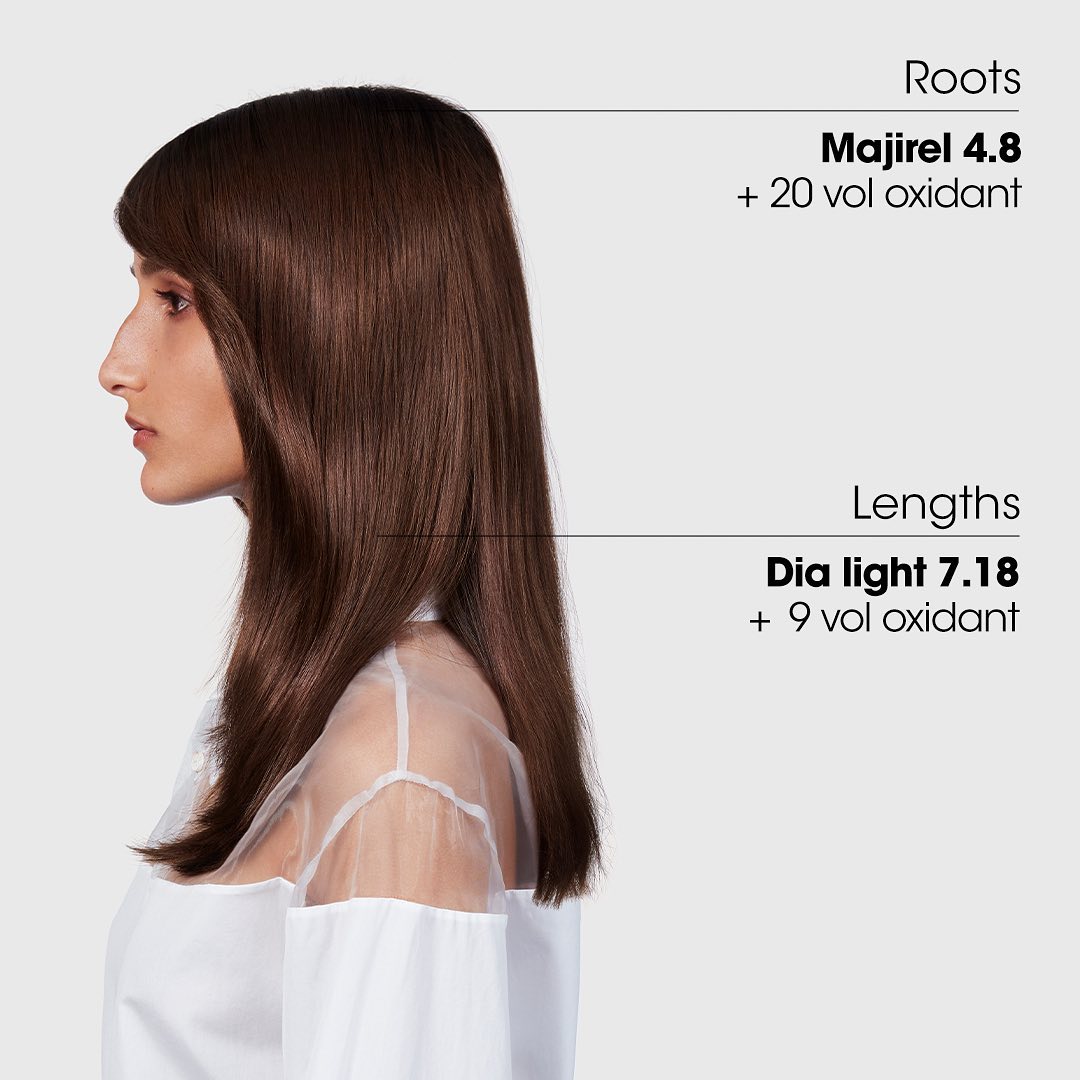 Roots
Majirel 4.8
+ 20 vol oxidant
Lengths
Dia light 7.18
+ 9 vol oxidant